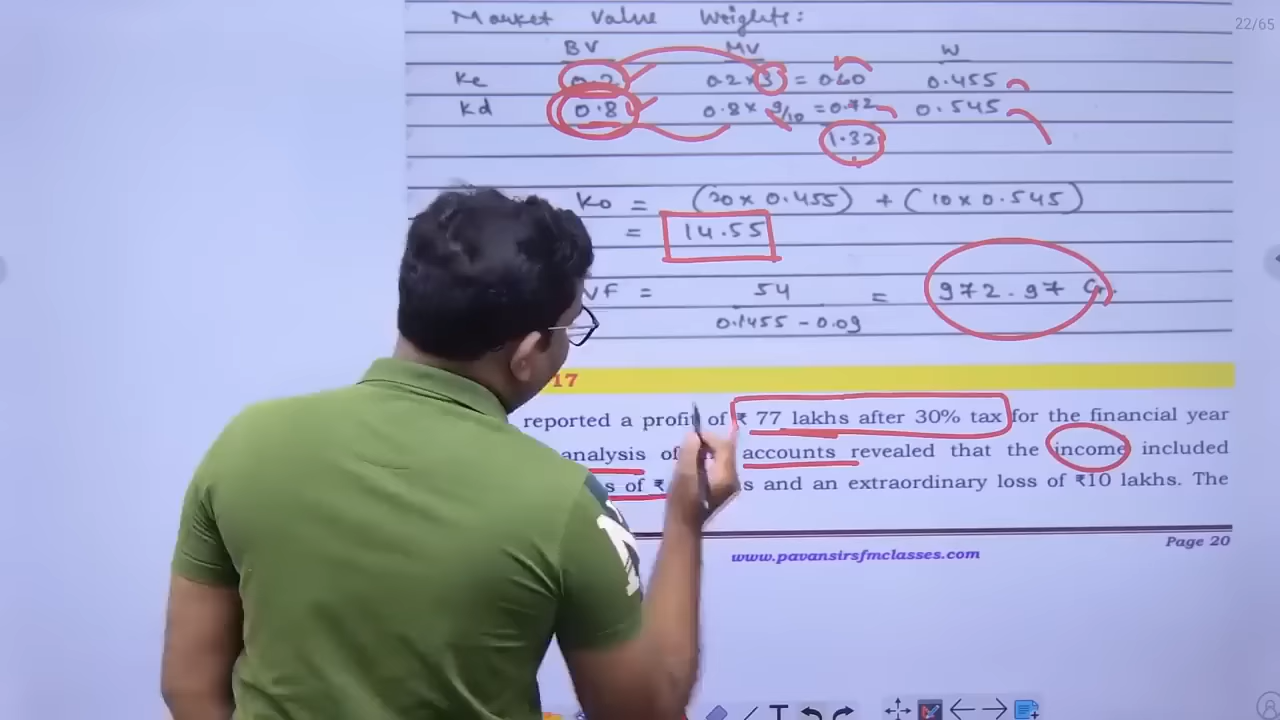 22/65
Market Value Weights:
BV MV W
Ke 0.2 0.2 × 3 = 0.60 0.455
Kd 0.8 0.8 × 9/10 = 0.72 0.545
1.32
Ko = (20 × 0.455) + (10 × 0.545)
= 14.55
VF = 54 = 972.97 Cr.
0.1455 - 0.09
17
reported a profit of ₹ 77 lakhs after 30% tax for the financial year
analysis of accounts revealed that the income included
of ₹ and an extraordinary loss of ₹10 lakhs. The
Page 20
www.pavansirsfmclasses.com
T